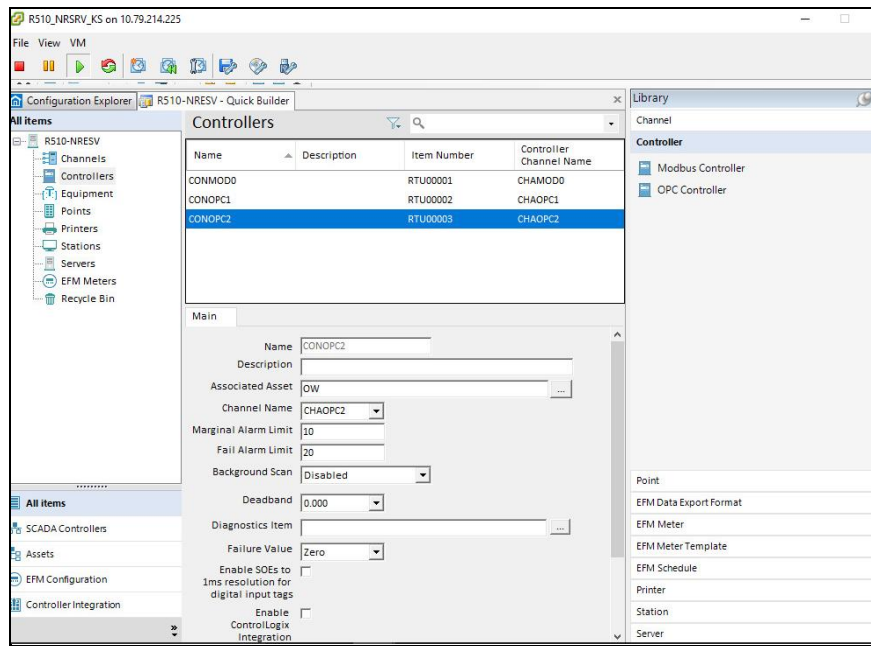 R510_NRSRV_KS on 10.79.214.225
File View VM
Configuration Explorer R510-NRESV - Quick Builder
All items
R510-NRESV
Channels
Controllers
Equipment
Points
Printers
Stations
Servers
EFM Meters
Recycle Bin
All items
SCADA Controllers
Assets
EFM Configuration
Controller Integration
Controllers
Name Description Item Number Controller Channel Name
CONMOD0 RTU00001 CHAMOD0
CONOPC1 RTU00002 CHAOPC1
CONOPC2 RTU00003 CHAOPC2
Main
Name CONOPC2
Description
Associated Asset OW ...
Channel Name CHAOPC2
Marginal Alarm Limit 10
Fail Alarm Limit 20
Background Scan Disabled
Deadband 0.000
Diagnostics Item ...
Failure Value Zero
Enable SOEs to
1ms resolution for
digital input tags
Enable
ControlLogix
Integration
Library
Channel
Controller
Modbus Controller
OPC Controller
Point
EFM Data Export Format
EFM Meter
EFM Meter Template
EFM Schedule
Printer
Station
Server